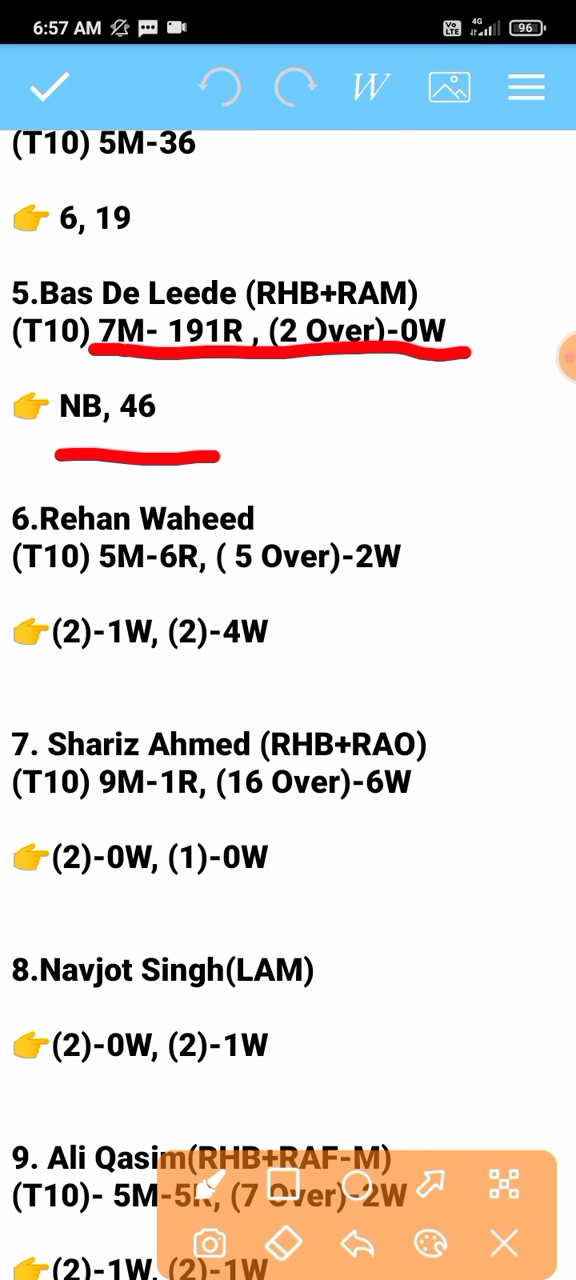 6:57 AM
Vo LTE 4G 96
W
(T10) 5M-36
👉 6, 19
5.Bas De Leede (RHB+RAM)
(T10) 7M- 191R , (2 Over)-0W
👉 NB, 46
6.Rehan Waheed
(T10) 5M-6R, ( 5 Over)-2W
👉(2)-1W, (2)-4W
7. Shariz Ahmed (RHB+RAO)
(T10) 9M-1R, (16 Over)-6W
👉(2)-0W, (1)-0W
8.Navjot Singh(LAM)
👉(2)-0W, (2)-1W
9. Ali Qasim(RHB+RAF-M)
(T10)- 5M-5R, (7 Over)-2W
👉(2)-1W, (2)-1W